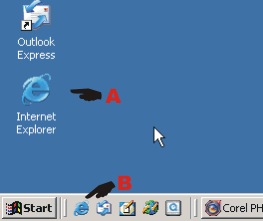 Outlook
Express
A
Internet
Explorer
B
Start
Corel PH